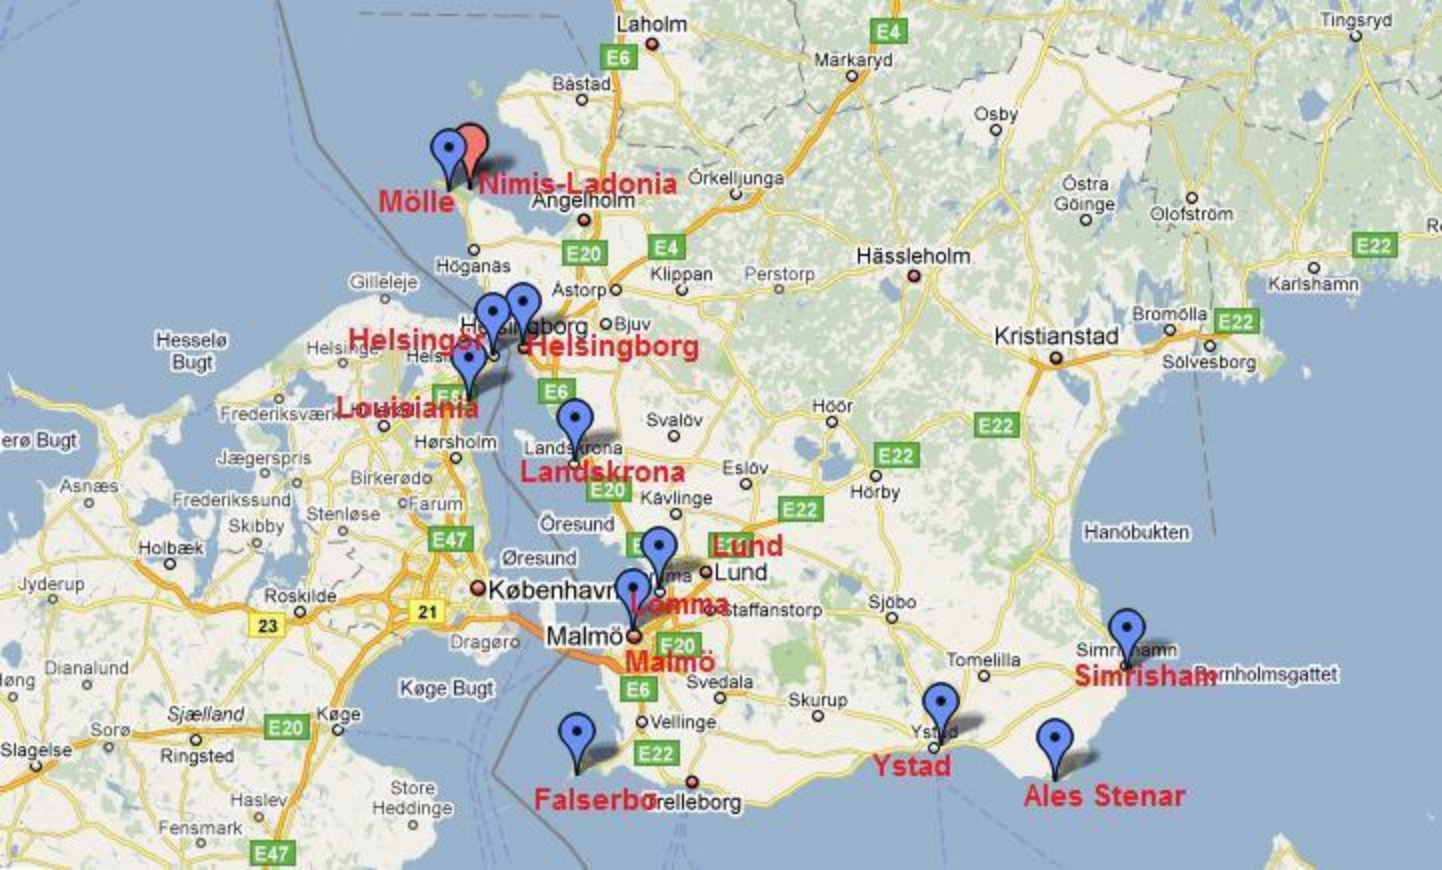 Laholm
E4
Tingsryd
E6
Markaryd
Båstad
Osby
Nimis-Ladonia
Örkelljunga
Östra
Göinge
Mölle
Ängelholm
Olofström
E20
E4
E22
Höganäs
Klippan
Perstorp
Hässleholm
Gilleleje
Åstorp
Karlshamn
Bjuv
Bromölla
E22
Hesselø
Bugt
Helsingør
Helsingborg
Kristianstad
Sölvesborg
E6
Louisiania
Frederiksværk
Höör
Svalöv
E22
Hørsholm
Landskrona
Landskrona
E22
Jægerspris
Birkerødo
Eslöv
Hörby
Asnæs
E20
Kävlinge
Frederikssund
Farum
E22
Stenløse
Skibby
Öresund
Hanöbukten
E47
Lund
Holbæk
Øresund
Lund
Jyderup
København
Roskilde
21
Lomma
Staffanstorp
Sjöbo
23
Malmö
Dragør
E20
Malmö
Tomelilla
Simrisham
Bornholmsgattet
Dianalund
Køge Bugt
E6
Svedala
Skurup
Sjælland
Køge
E20
Vellinge
Sorø
Ringsted
Slagelse
E22
Ystad
Ystad
Store
Heddinge
Falserbo
Trelleborg
Ales Stenar
Haslev
Fensmark
E47